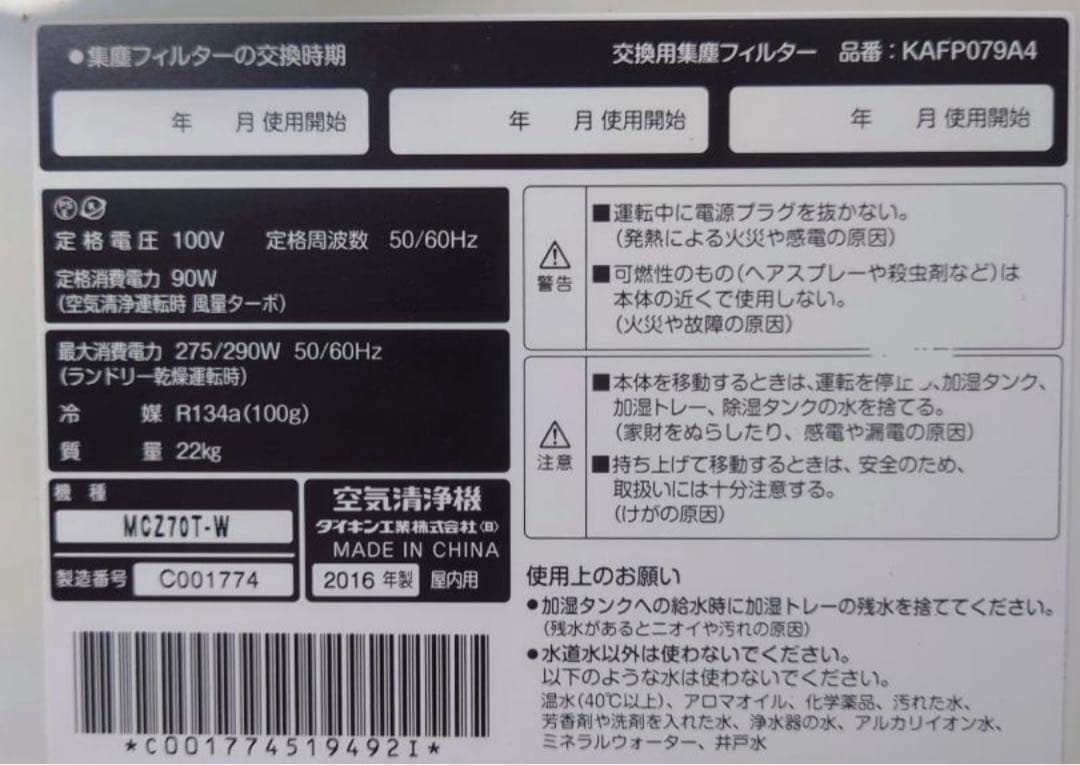 ●集塵フィルターの交換時期
交換用集塵フィルター 品番：KAFP079A4
年 月 使用開始
年 月 使用開始
年 月 使用開始
定格電圧 100V 定格周波数 50/60Hz
定格消費電力 90W
(空気清浄運転時 風量ターボ)
最大消費電力 275/290W 50/60Hz
(ランドリー乾燥運転時)
冷 媒 R134a(100g)
質 量 22kg
機 種
MCZ70T-W
製造番号 C001774
空気清浄機
ダイキン工業株式会社〈B〉
MADE IN CHINA
2016 年製 屋内用
*C001774519492I*
警告
■運転中に電源プラグを抜かない。
(発熱による火災や感電の原因)
■可燃性のもの(ヘアスプレーや殺虫剤など)は
本体の近くで使用しない。
(火災や故障の原因)
注意
■本体を移動するときは、運転を停止 、加湿タンク、
加湿トレー、除湿タンクの水を捨てる。
(家財をぬらしたり、感電や漏電の原因)
■持ち上げて移動するときは、安全のため、
取扱いには十分注意する。
(けがの原因)
使用上のお願い
●加湿タンクへの給水時に加湿トレーの残水を捨ててください。
(残水があるとニオイや汚れの原因)
●水道水以外は使わないでください。
以下のような水は使わないでください。
温水(40℃以上)、アロマオイル、化学薬品、汚れた水、
芳香剤や洗剤を入れた水、浄水器の水、アルカリイオン水、
ミネラルウォーター、井戸水